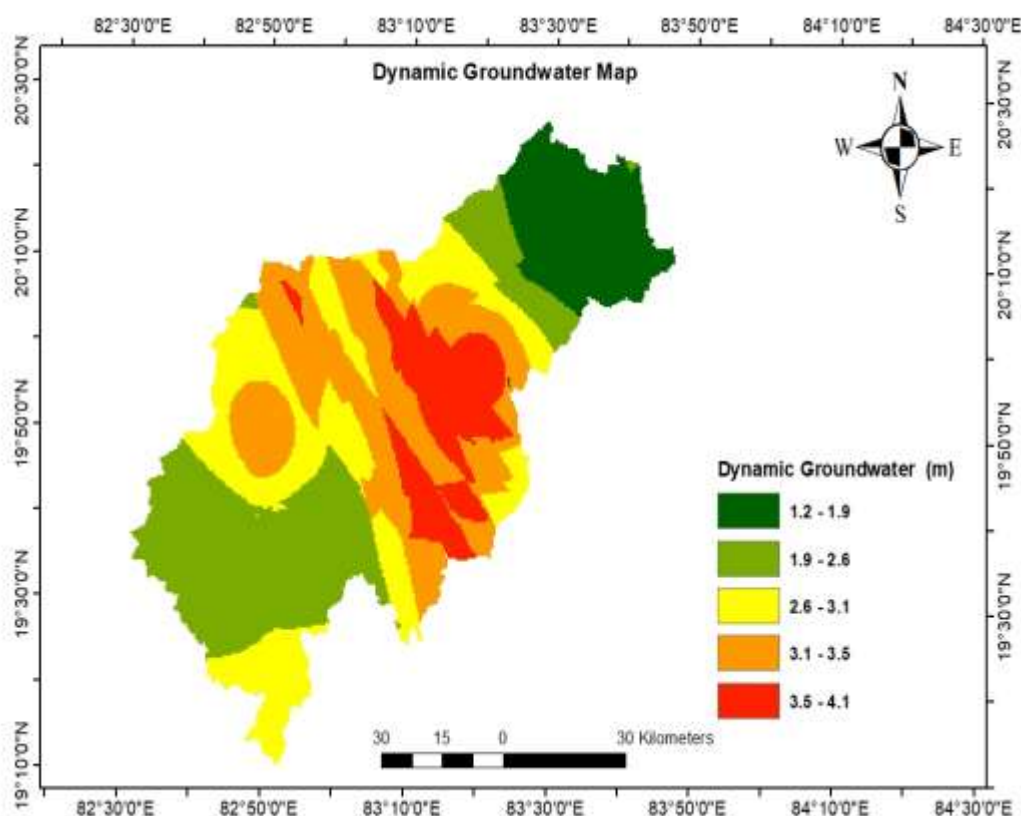 82°30'0"E 82°50'0"E 83°10'0"E 83°30'0"E 83°50'0"E 84°10'0"E 84°30'0"E
Dynamic Groundwater Map
N
W E
S
20°30'0"N
20°10'0"N
19°50'0"N
19°30'0"N
19°10'0"N
20°30'0"N
20°10'0"N
19°50'0"N
19°30'0"N
Dynamic Groundwater (m)
1.2 - 1.9
1.9 - 2.6
2.6 - 3.1
3.1 - 3.5
3.5 - 4.1
30 15 0 30 Kilometers
82°30'0"E 82°50'0"E 83°10'0"E 83°30'0"E 83°50'0"E 84°10'0"E 84°30'0"E